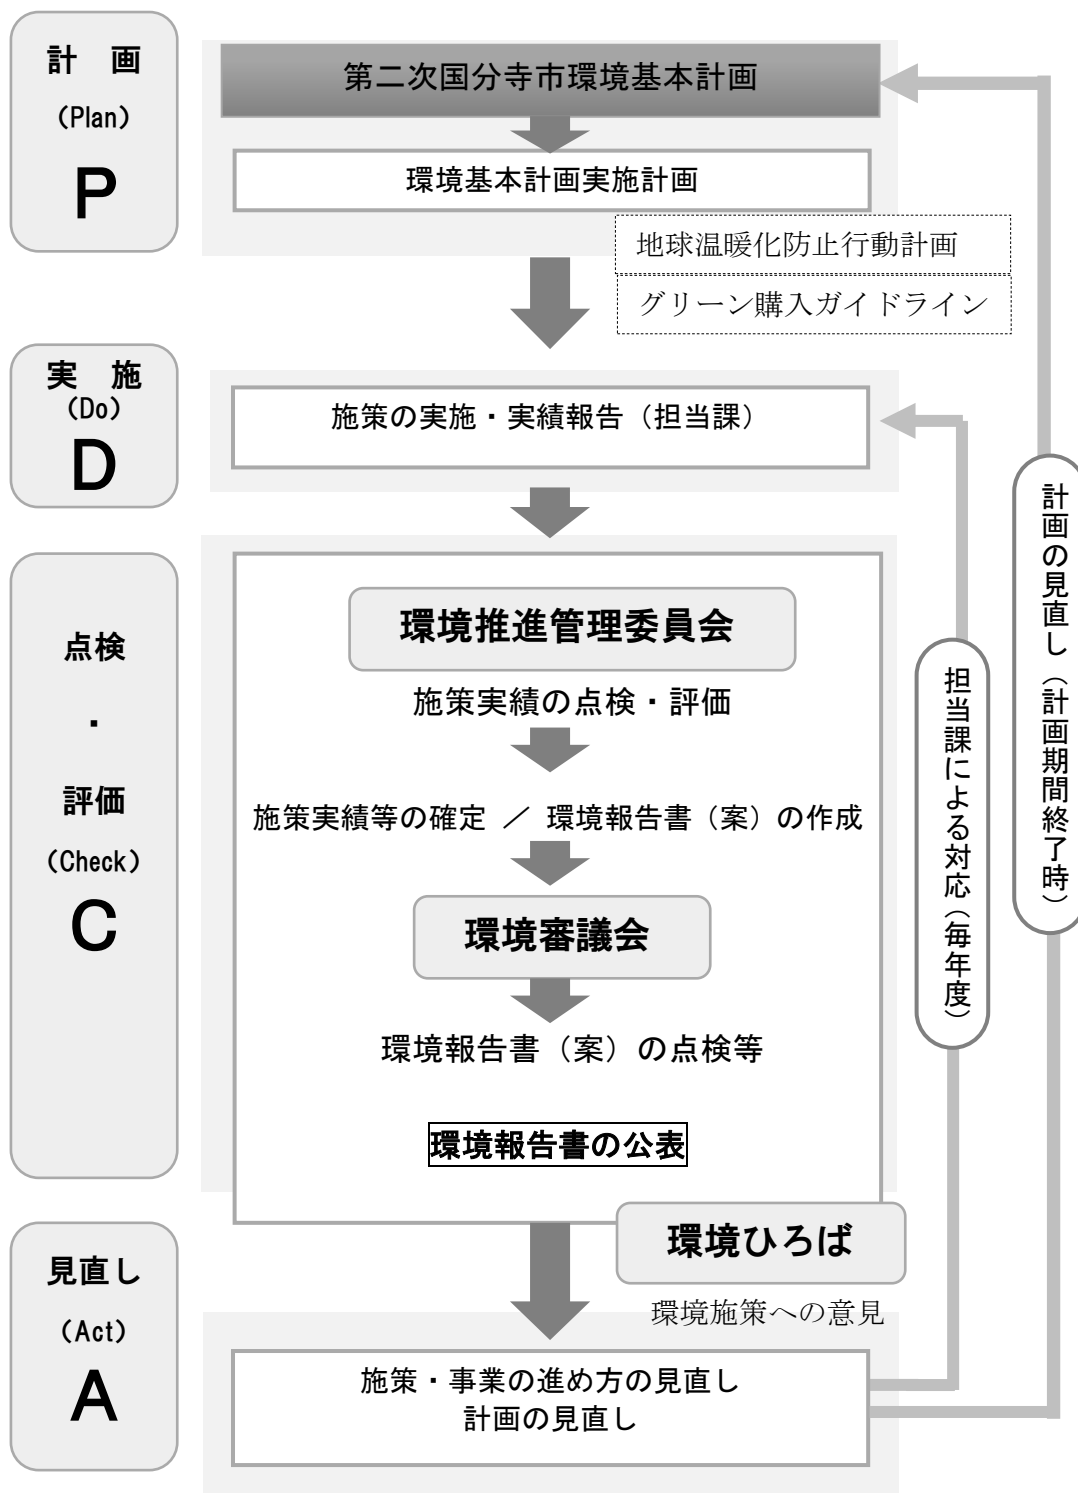 計　画
（Plan）
P
第二次国分寺市環境基本計画
環境基本計画実施計画
地球温暖化防止行動計画
グリーン購入ガイドライン
実　施
（Do）
D
施策の実施・実績報告（担当課）
点検
・
評価
（Check）
C
環境推進管理委員会
施策実績の点検・評価
施策実績等の確定　／　環境報告書（案）の作成
環境審議会
環境報告書（案）の点検等
環境報告書の公表
担当課による対応（毎年度）
計画の見直し（計画期間終了時）
見直し
（Act）
A
環境ひろば
環境施策への意見
施策・事業の進め方の見直し
計画の見直し